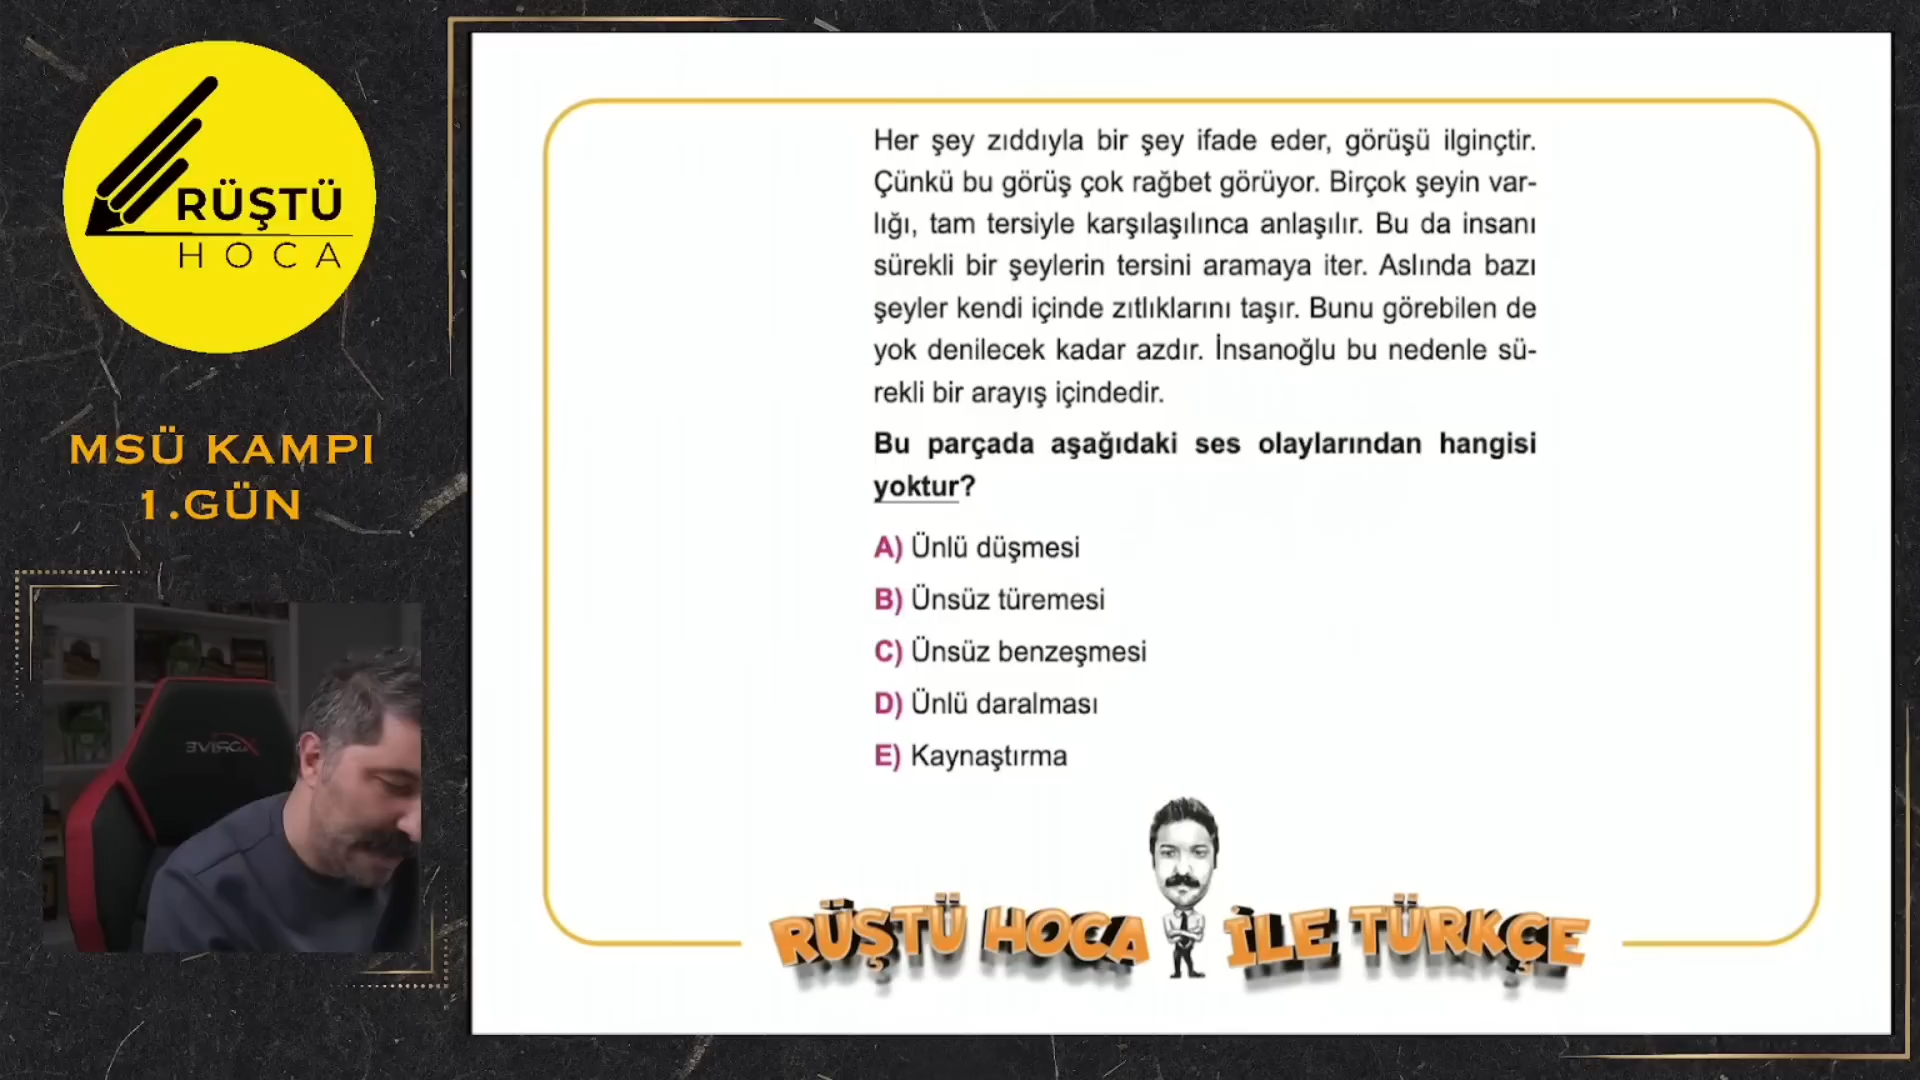 RÜŞTÜ
HOCA
MSÜ KAMPI
1.GÜN
Her şey zıddıyla bir şey ifade eder, görüşü ilginçtir.
Çünkü bu görüş çok rağbet görüyor. Birçok şeyin var-
lığı, tam tersiyle karşılaşılınca anlaşılır. Bu da insanı
sürekli bir şeylerin tersini aramaya iter. Aslında bazı
şeyler kendi içinde zıtlıklarını taşır. Bunu görebilen de
yok denilecek kadar azdır. İnsanoğlu bu nedenle sü-
rekli bir arayış içindedir.
Bu parçada aşağıdaki ses olaylarından hangisi
yoktur?
A) Ünlü düşmesi
B) Ünsüz türemesi
C) Ünsüz benzeşmesi
D) Ünlü daralması
E) Kaynaştırma
RÜŞTÜ HOCA İLE TÜRKÇE